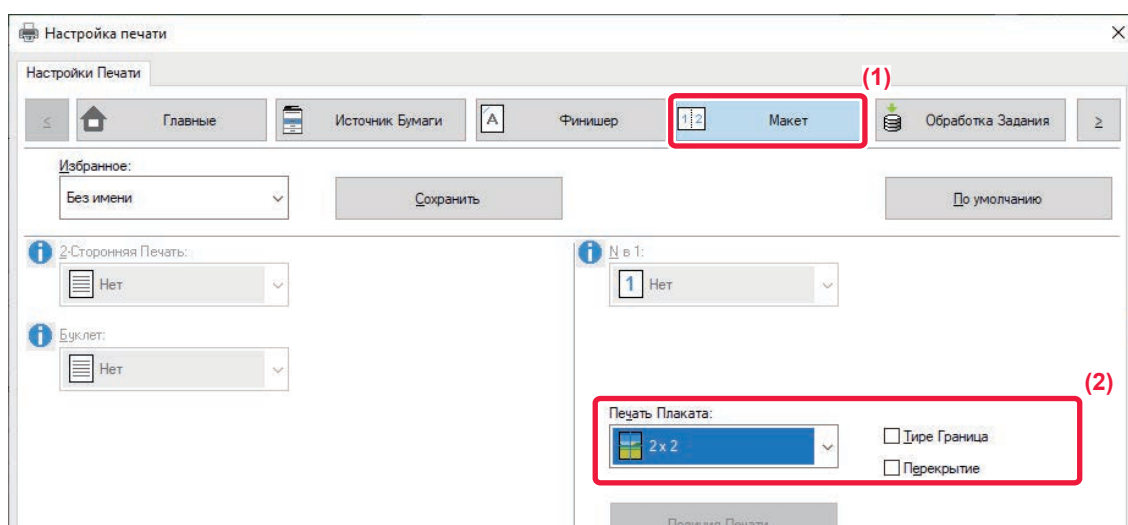 Настройка печати
Настройки Печати
(1)
≤ Главные Источник Бумаги A Финишер 1 2 Макет Обработка Задания ≥
Избранное:
Без имени Сохранить По умолчанию
2-Сторонняя Печать: N в 1:
Нет 1 Нет
Буклет:
Нет
(2)
Печать Плаката:
2 x 2 Тире Граница
Перекрытие